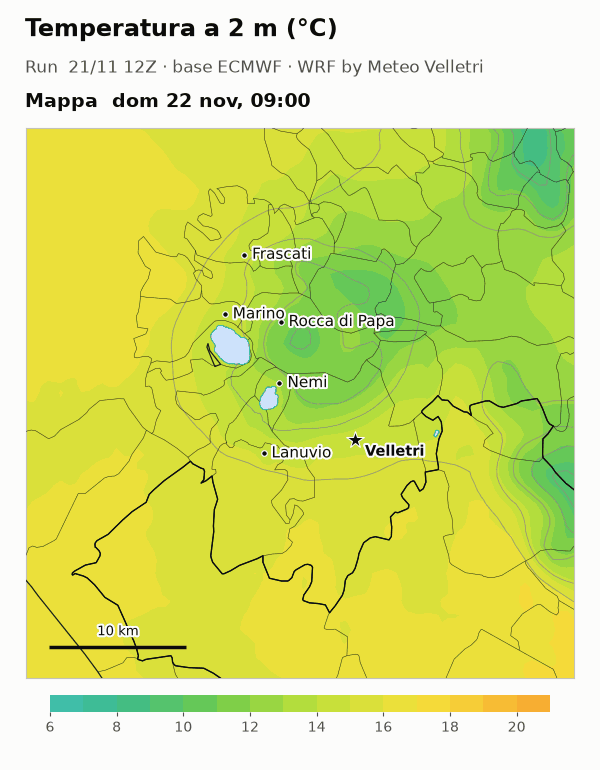 Temperatura a 2 m (°C)
Run  21/11 12Z · base ECMWF · WRF by Meteo Velletri
Mappa  dom 22 nov, 09:00
Frascati
Marino
Rocca di Papa
Nemi
Velletri
Lanuvio
10 km
6 8 10 12 14 16 18 20